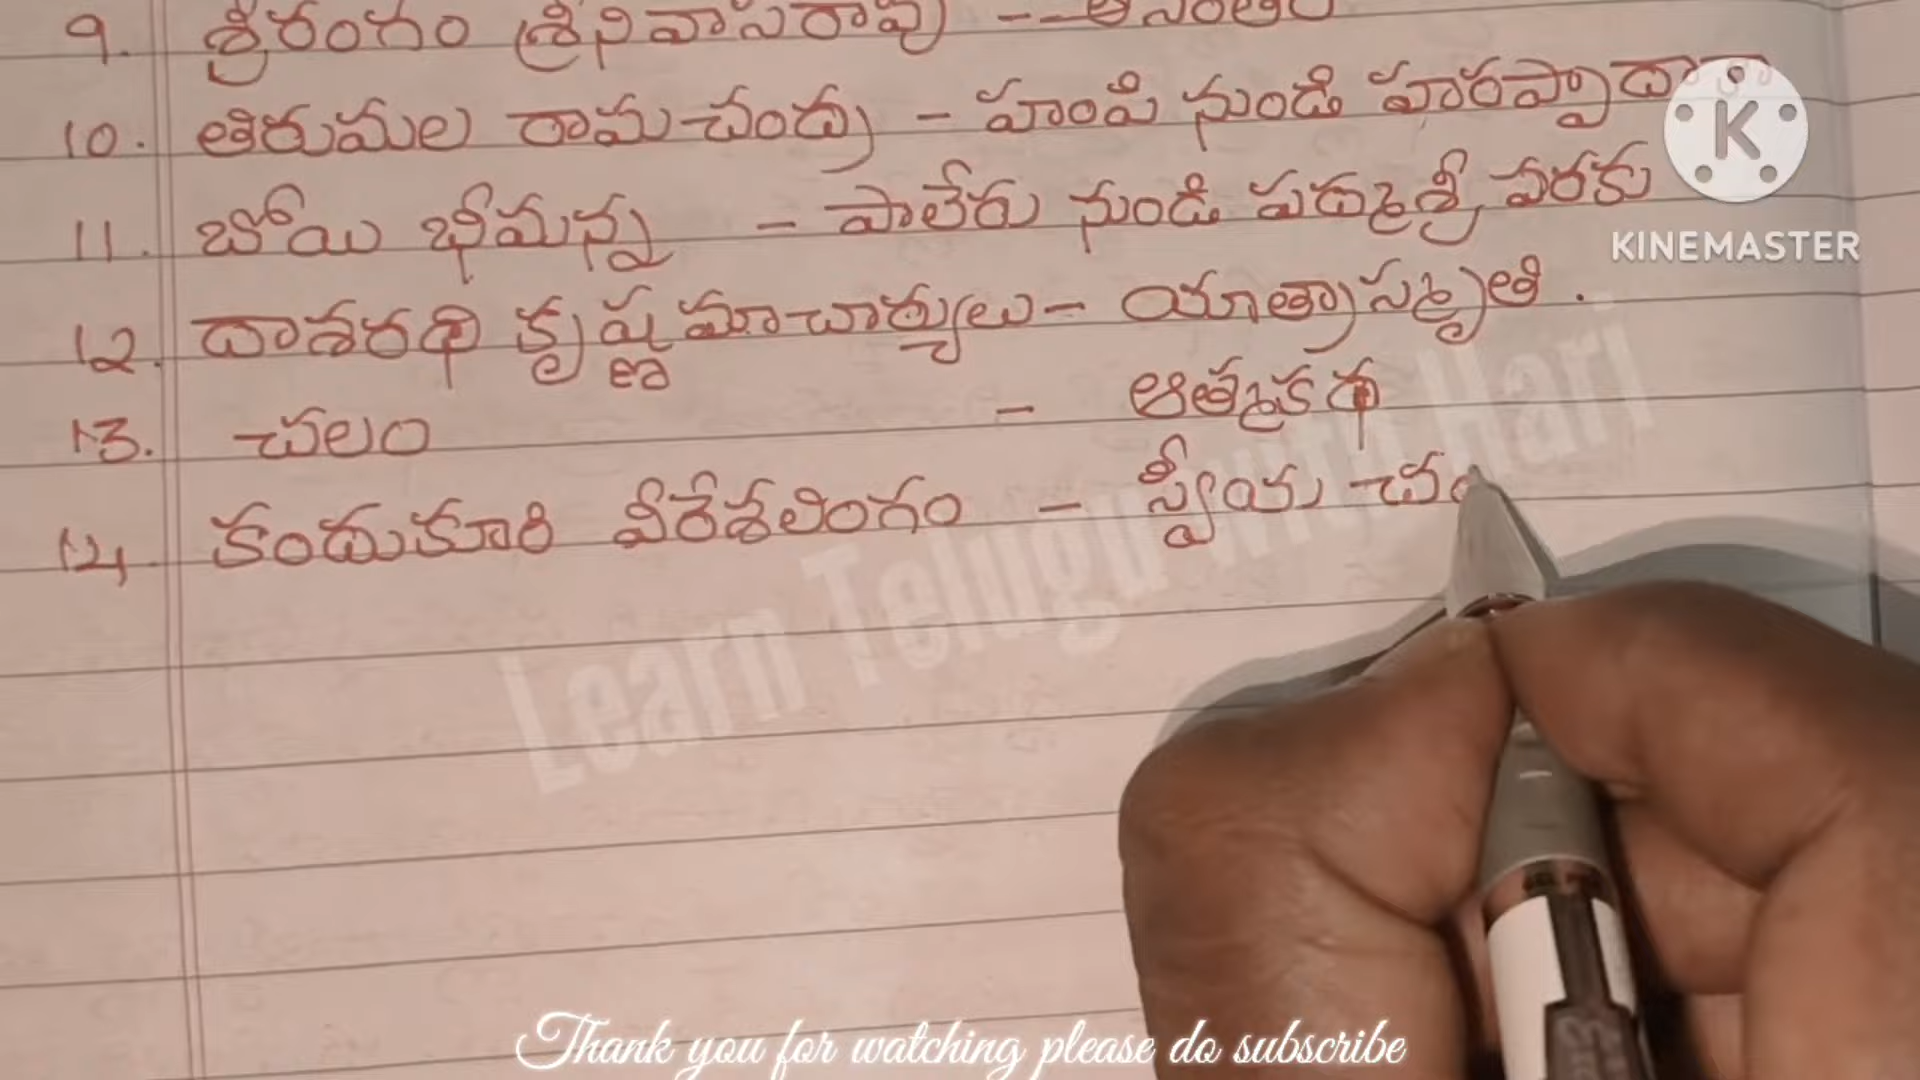 9. శ్రీరంగం శ్రీనివాసరావు -- అనంతం
10. తిరుమల రామచంద్ర - హంపి నుండి హరప్పాదాకా
KINEMASTER
11. బోయి భీమన్న - పాలేరు నుండి పద్మశ్రీ వరకు
12. దాశరథి కృష్ణమాచార్యులు - యాత్రాస్మృతి.
13. చలం - ఆత్మకథ
14. కందుకూరి వీరేశలింగం - స్వీయ చ
Learn Telugu with Hari
Thank you for watching please do subscribe